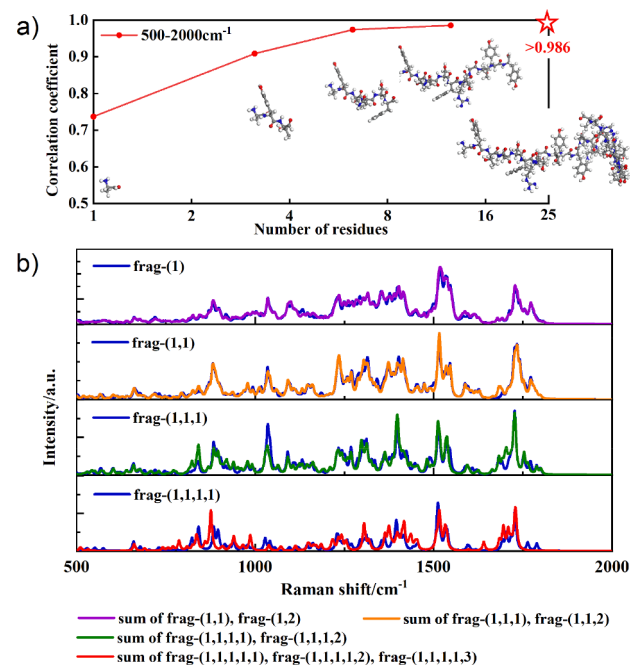 a)
500-2000cm-1
>0.986
Correlation coefficient
1.0
0.9
0.8
0.7
0.6
0.5
1 2 4 8 16 25
Number of residues
b)
frag-(1)
frag-(1,1)
frag-(1,1,1)
frag-(1,1,1,1)
Intensity/a.u.
500 1000 1500 2000
Raman shift/cm-1
sum of frag-(1,1), frag-(1,2) sum of frag-(1,1,1), frag-(1,1,2)
sum of frag-(1,1,1,1), frag-(1,1,1,2)
sum of frag-(1,1,1,1,1), frag-(1,1,1,1,2), frag-(1,1,1,1,3)